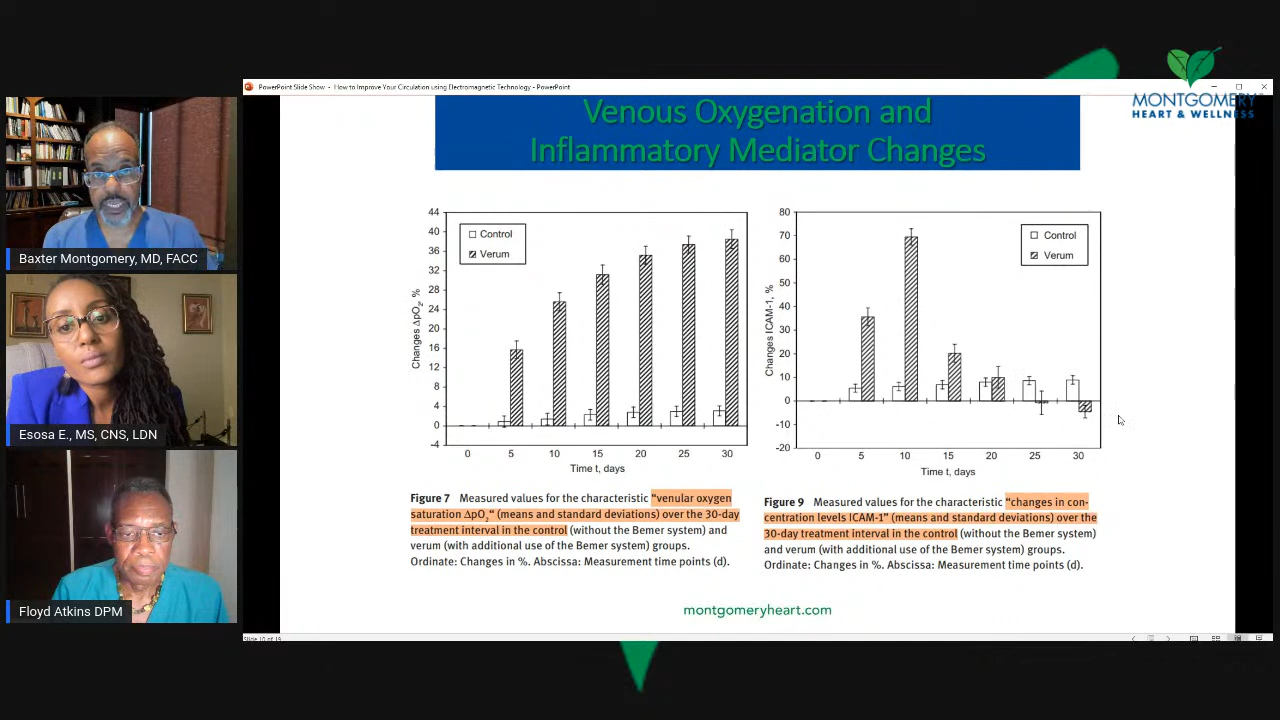 PowerPoint Slide Show - How to Improve Your Circulation using Electromagnetic Technology - PowerPoint
MONTGOMERY
HEART & WELLNESS
Venous Oxygenation and
Inflammatory Mediator Changes
Baxter Montgomery, MD, FACC
Esosa E., MS, CNS, LDN
Floyd Atkins DPM
44
40
36
32
28
24
20
16
12
8
4
0
-4
Changes ΔpO₂, %
Control
Verum
0 5 10 15 20 25 30
Time t, days
80
70
60
50
40
30
20
10
0
-10
-20
Changes ICAM-1, %
Control
Verum
0 5 10 15 20 25 30
Time t, days
Figure 7 Measured values for the characteristic “venular oxygen
saturation ΔpO₂“ (means and standard deviations) over the 30-day
treatment interval in the control (without the Bemer system) and
verum (with additional use of the Bemer system) groups.
Ordinate: Changes in %. Abscissa: Measurement time points (d).
Figure 9 Measured values for the characteristic “changes in con-
centration levels ICAM-1” (means and standard deviations) over the
30-day treatment interval in the control (without the Bemer system)
and verum (with additional use of the Bemer system) groups.
Ordinate: Changes in %. Abscissa: Measurement time points (d).
montgomeryheart.com
Slide 10 of 19